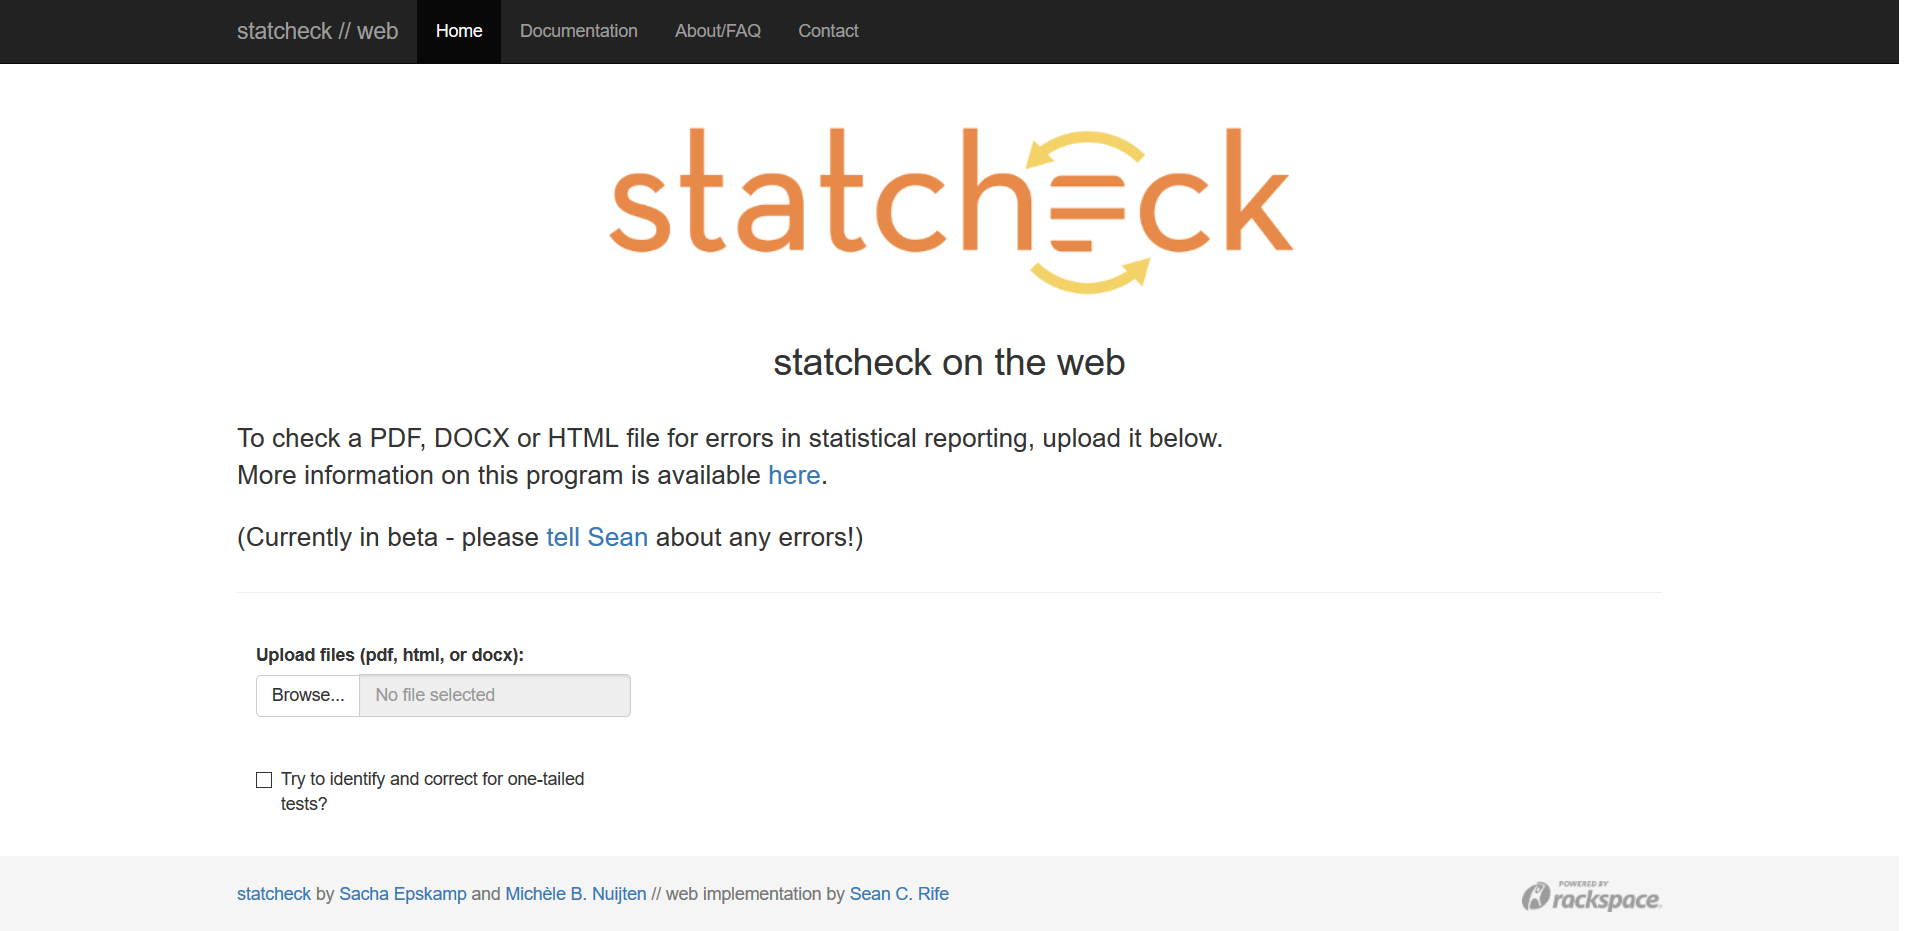 statcheck // web Home Documentation About/FAQ Contact
statcheck
statcheck on the web
To check a PDF, DOCX or HTML file for errors in statistical reporting, upload it below.
More information on this program is available here.
(Currently in beta - please tell Sean about any errors!)
Upload files (pdf, html, or docx):
Browse... No file selected
Try to identify and correct for one-tailed
tests?
statcheck by Sacha Epskamp and Michèle B. Nuijten // web implementation by Sean C. Rife
POWERED BY
rackspace